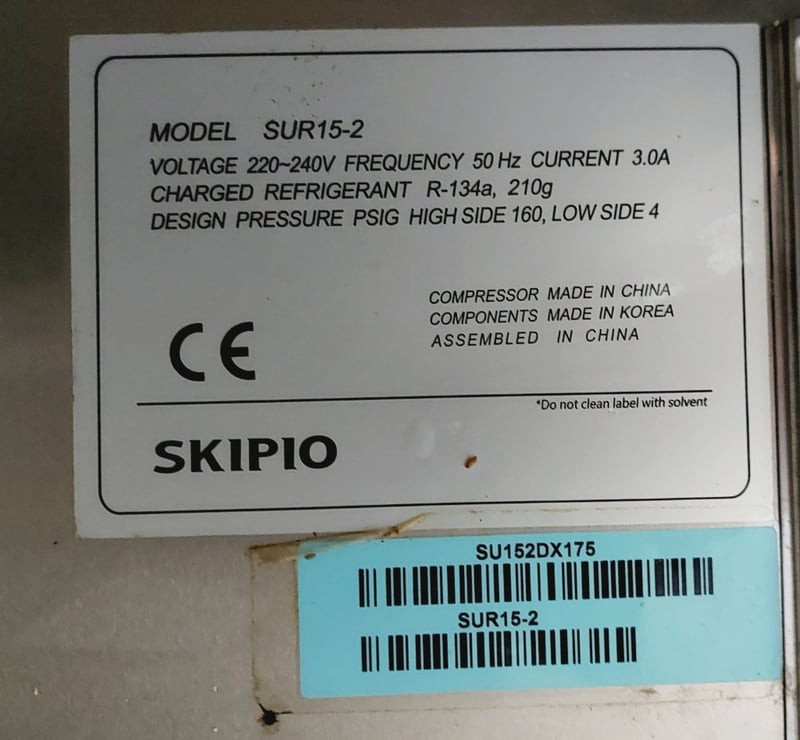 MODEL SUR15-2
VOLTAGE 220~240V FREQUENCY 50 Hz CURRENT 3.0A
CHARGED REFRIGERANT R-134a, 210g
DESIGN PRESSURE PSIG HIGH SIDE 160, LOW SIDE 4
COMPRESSOR MADE IN CHINA
COMPONENTS MADE IN KOREA
ASSEMBLED IN CHINA
CE
*Do not clean label with solvent
SKIPIO
SU152DX175
SUR15-2